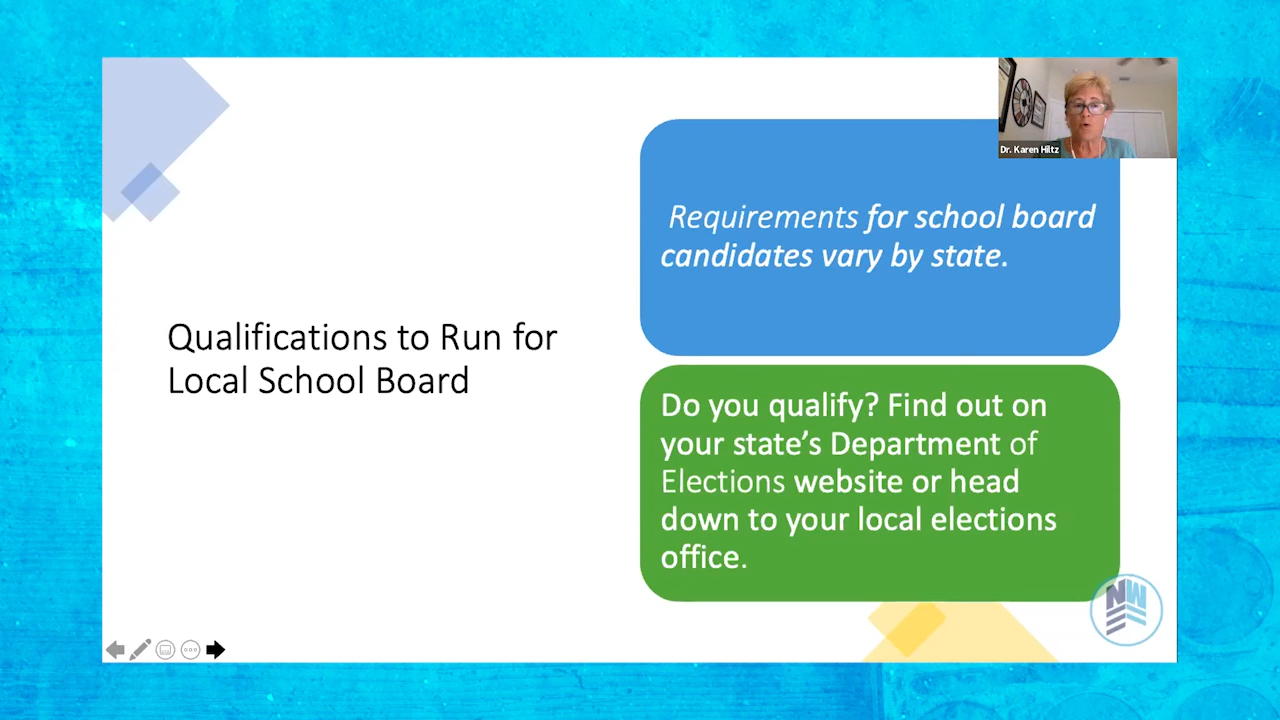 Dr. Karen Hiltz
Requirements for school board
candidates vary by state.
Qualifications to Run for
Local School Board
Do you qualify? Find out on
your state’s Department of
Elections website or head
down to your local elections
office.
NW